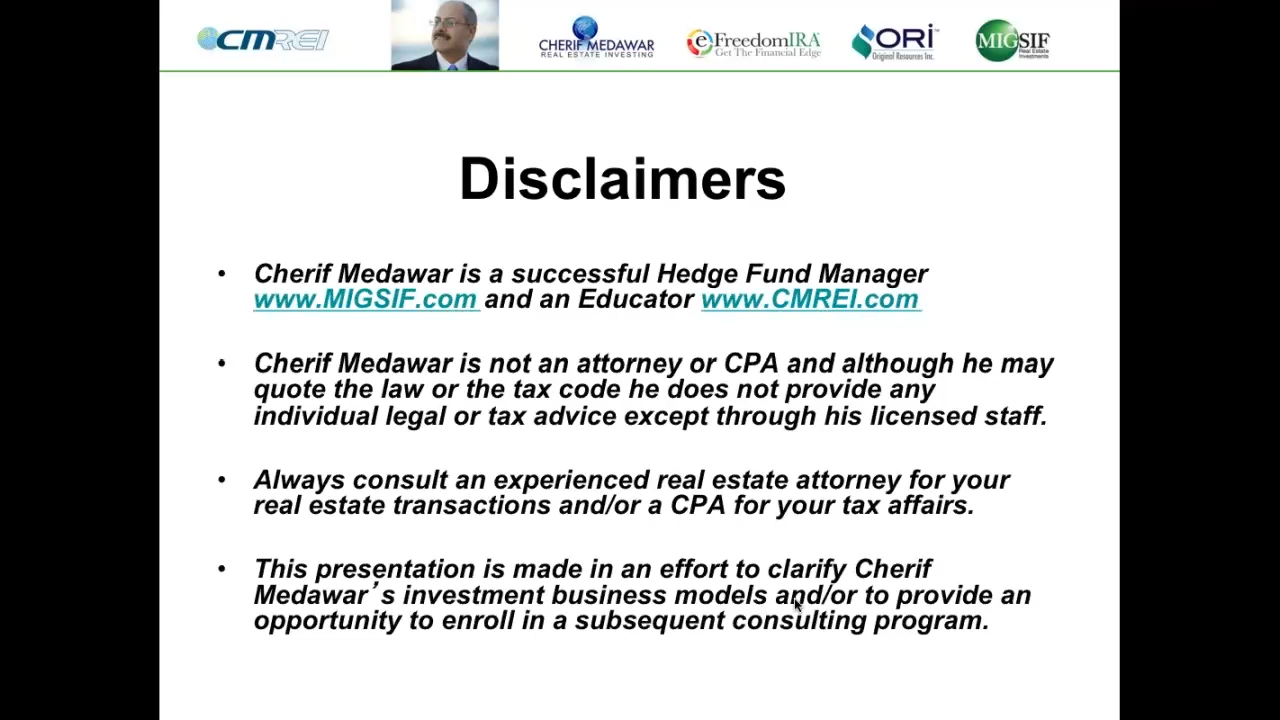 CMREI
CHERIF MEDAWAR
REAL ESTATE INVESTING
eFreedomIRA
Get The Financial Edge
ORI™
Original Resources Inc.
MIGSIF
Real Estate
Investments
Disclaimers
• Cherif Medawar is a successful Hedge Fund Manager
www.MIGSIF.com and an Educator www.CMREI.com
• Cherif Medawar is not an attorney or CPA and although he may
quote the law or the tax code he does not provide any
individual legal or tax advice except through his licensed staff.
• Always consult an experienced real estate attorney for your
real estate transactions and/or a CPA for your tax affairs.
• This presentation is made in an effort to clarify Cherif
Medawar’s investment business models and/or to provide an
opportunity to enroll in a subsequent consulting program.